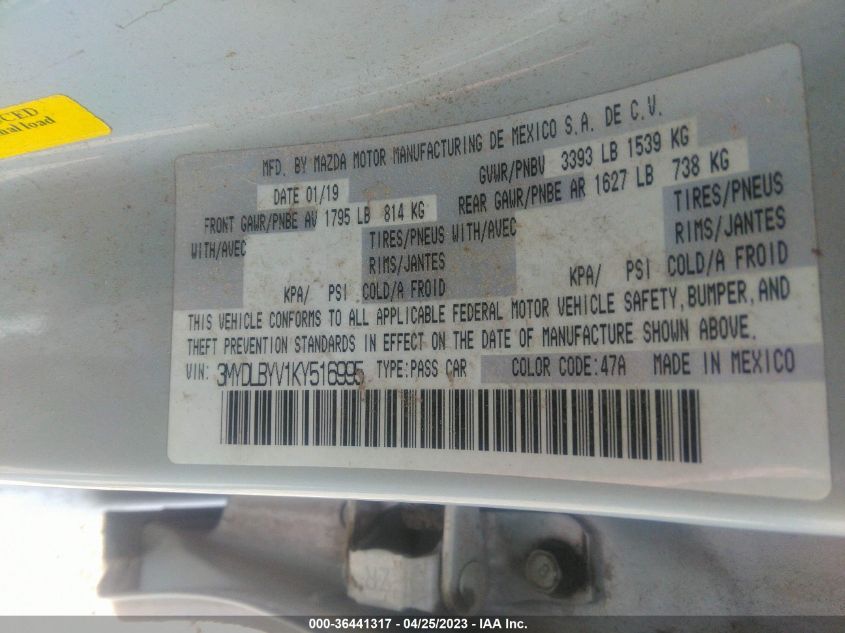 CED
nal load
MFD. BY MAZDA MOTOR MANUFACTURING DE MEXICO S.A. DE C.V.
DATE 01/19 GVWR/PNBV 3393 LB 1539 KG
FRONT GAWR/PNBE AV 1795 LB 814 KG REAR GAWR/PNBE AR 1627 LB 738 KG
WITH/AVEC TIRES/PNEUS WITH/AVEC TIRES/PNEUS
RIMS/JANTES RIMS/JANTES
KPA/ PSI COLD/A FROID KPA/ PSI COLD/A FROID
THIS VEHICLE CONFORMS TO ALL APPLICABLE FEDERAL MOTOR VEHICLE SAFETY, BUMPER, AND
THEFT PREVENTION STANDARDS IN EFFECT ON THE DATE OF MANUFACTURE SHOWN ABOVE.
VIN: 3MYDLBYV1KY516995 TYPE:PASS CAR COLOR CODE:47A MADE IN MEXICO
000-36441317 - 04/25/2023 - IAA Inc.